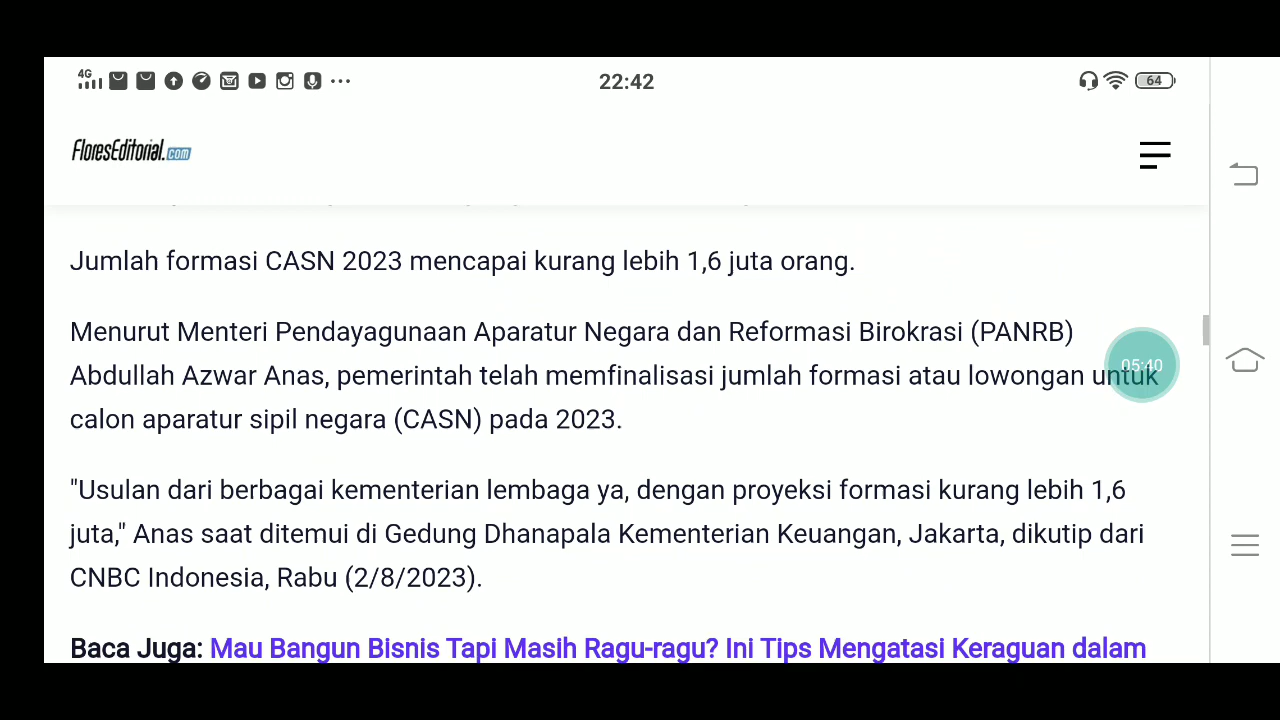 4G
22:42
64
FloresEditorial.com
Jumlah formasi CASN 2023 mencapai kurang lebih 1,6 juta orang.
Menurut Menteri Pendayagunaan Aparatur Negara dan Reformasi Birokrasi (PANRB)
Abdullah Azwar Anas, pemerintah telah memfinalisasi jumlah formasi atau lowongan untuk
calon aparatur sipil negara (CASN) pada 2023.
05:40
"Usulan dari berbagai kementerian lembaga ya, dengan proyeksi formasi kurang lebih 1,6
juta," Anas saat ditemui di Gedung Dhanapala Kementerian Keuangan, Jakarta, dikutip dari
CNBC Indonesia, Rabu (2/8/2023).
Baca Juga: Mau Bangun Bisnis Tapi Masih Ragu-ragu? Ini Tips Mengatasi Keraguan dalam